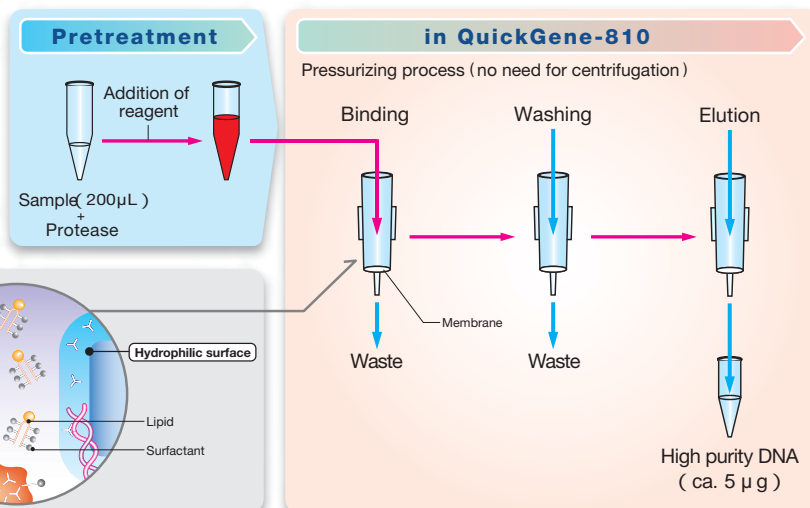 Pretreatment
Addition of
reagent
Sample( 200µL )
+
Protease
in QuickGene-810
Pressurizing process ( no need for centrifugation )
Binding
Washing
Elution
Membrane
Waste
Waste
High purity DNA
( ca. 5 µ g )
Hydrophilic surface
Lipid
Surfactant